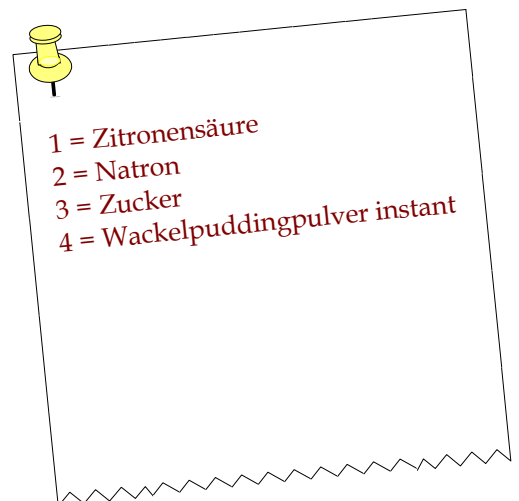 1 = Zitronensäure
2 = Natron
3 = Zucker
4 = Wackelpuddingpulver instant